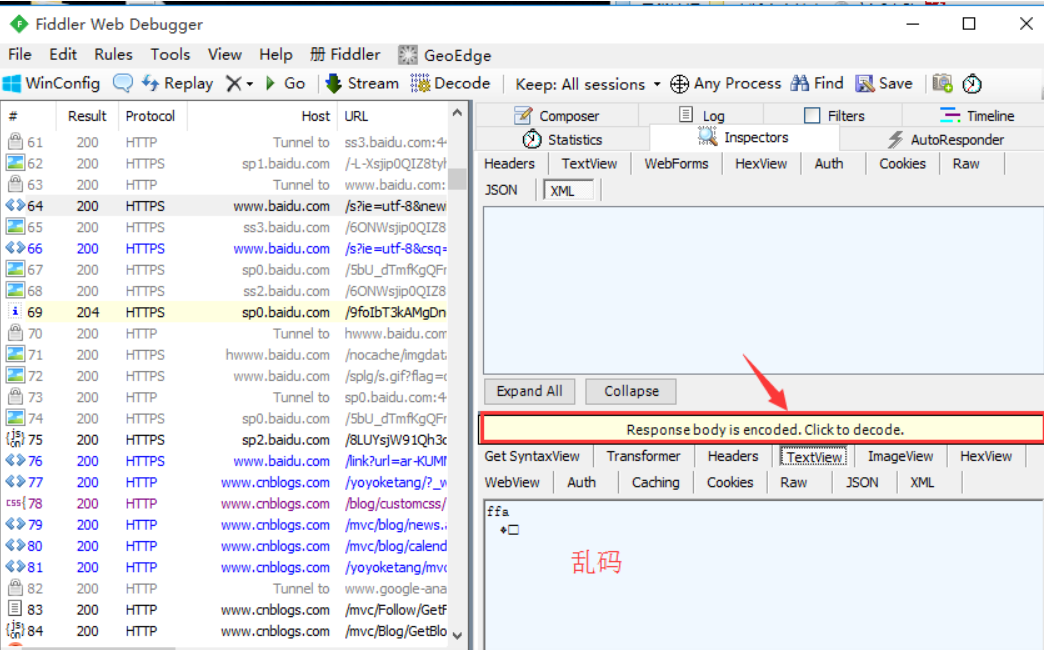 Fiddler Web Debugger
File Edit Rules Tools View Help 册 Fiddler GeoEdge
WinConfig Replay Go Stream Decode Keep: All sessions Any Process Find Save
# Result Protocol Host URL
61 200 HTTP Tunnel to ss3.baidu.com:4
62 200 HTTPS sp1.baidu.com /-L-Xsjip0QIZ8ty
63 200 HTTP Tunnel to www.baidu.com:
64 200 HTTPS www.baidu.com /s?ie=utf-8&new
65 200 HTTPS ss3.baidu.com /6ONWsjip0QIZ8
66 200 HTTPS www.baidu.com /s?ie=utf-8&csq=
67 200 HTTPS sp0.baidu.com /5bU_dTmfKgQFr
68 200 HTTPS ss2.baidu.com /6ONWsjip0QIZ8
69 204 HTTPS sp0.baidu.com /9foIbT3kAMgDn
70 200 HTTP Tunnel to hwww.baidu.com
71 200 HTTPS hwww.baidu.com /nocache/imgdat
72 200 HTTPS www.baidu.com /splg/s.gif?flag=
73 200 HTTP Tunnel to sp0.baidu.com:4
74 200 HTTPS sp0.baidu.com /5bU_dTmfKgQFr
75 200 HTTPS sp2.baidu.com /8LUYsjW91Qh3
76 200 HTTPS www.baidu.com /link?url=ar-KUM
77 200 HTTP www.cnblogs.com /yoyoketang/?_w
78 200 HTTP www.cnblogs.com /blog/customcss/
79 200 HTTP www.cnblogs.com /mvc/blog/news.
80 200 HTTP www.cnblogs.com /mvc/blog/calend
81 200 HTTP www.cnblogs.com /yoyoketang/mvc
82 200 HTTP Tunnel to www.google-ana
83 200 HTTP www.cnblogs.com /mvc/Follow/GetF
84 200 HTTP www.cnblogs.com /mvc/Blog/GetBlo
Composer Log Filters Timeline
Statistics Inspectors AutoResponder
Headers TextView WebForms HexView Auth Cookies Raw
JSON XML
Expand All Collapse
Response body is encoded. Click to decode.
Get SyntaxView Transformer Headers TextView ImageView HexView
WebView Auth Caching Cookies Raw JSON XML
ffa
乱码